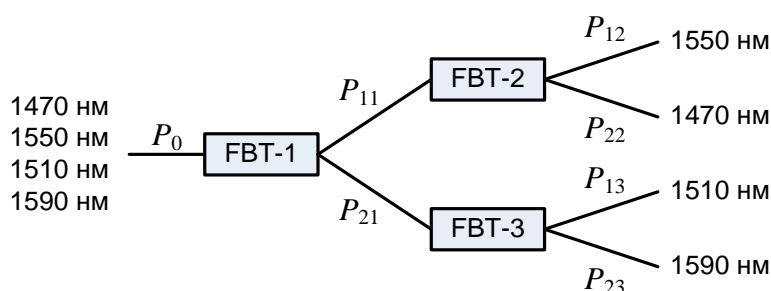 1470 нм
1550 нм
1510 нм
1590 нм
P0
FBT-1
P11
P21
FBT-2
P12
1550 нм
P22
1470 нм
FBT-3
P13
1510 нм
P23
1590 нм